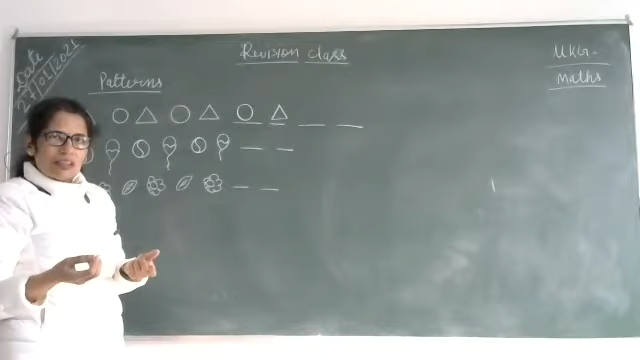 Date
27/01/2021
Revision class
UKG-
Maths
Patterns